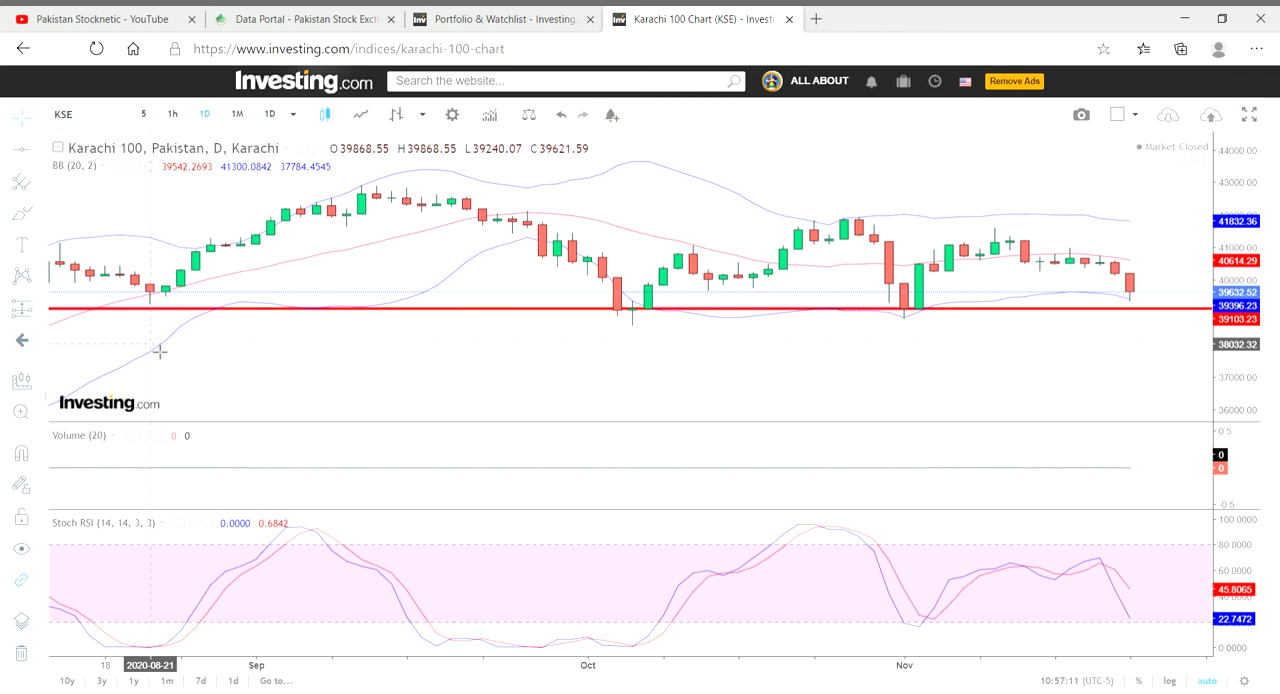 Pakistan Stocknetic - YouTube
Data Portal - Pakistan Stock Exch
Portfolio & Watchlist - Investing.
Karachi 100 Chart (KSE) - Investi
https://www.investing.com/indices/karachi-100-chart
Investing.com
Search the website...
ALL ABOUT
Remove Ads
KSE
5 1h 1D 1M 1D
Karachi 100, Pakistan, D, Karachi O39868.55 H39868.55 L39240.07 C39621.59
Market Closed
BB (20, 2) 39542.2693 41300.0842 37784.4545
44000.00
43000.00
41832.36
41000.00
40614.29
40000.00
39632.52
39396.23
39103.23
38032.32
37000.00
36000.00
Investing.com
Volume (20) 0 0
0.5
0
0
-0.5
Stoch RSI (14, 14, 3, 3) 0.0000 0.6842
100.0000
80.0000
60.0000
45.8065
40.0000
22.7472
0.0000
18 2020-08-21 Sep Oct Nov
10y 3y 1y 1m 7d 1d Go to...
10:57:11 (UTC-5) % log auto